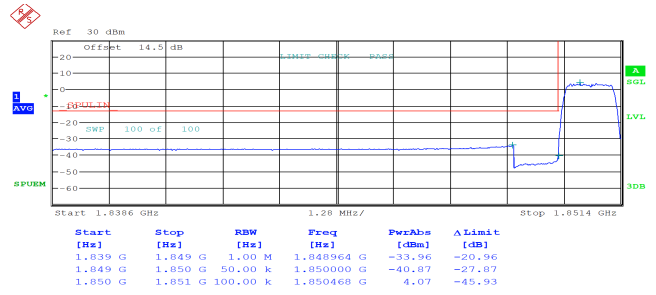 R S
Ref 30 dBm
Offset 14.5 dB
LIMIT CHECK PASS
20
10
0
-10
-20
-30
-40
-50
-60
SPULIM
SWP 100 of 100
1
AVG
*
A
SGL
LVL
3DB
SPUEM
Start 1.8386 GHz 1.28 MHz/ Stop 1.8514 GHz
Start Stop RBW Freq PwrAbs Δ Limit
[Hz] [Hz] [Hz] [Hz] [dBm] [dB]
1.839 G 1.849 G 1.00 M 1.848964 G -33.96 -20.96
1.849 G 1.850 G 50.00 k 1.850000 G -40.87 -27.87
1.850 G 1.851 G 100.00 k 1.850468 G 4.07 -45.93